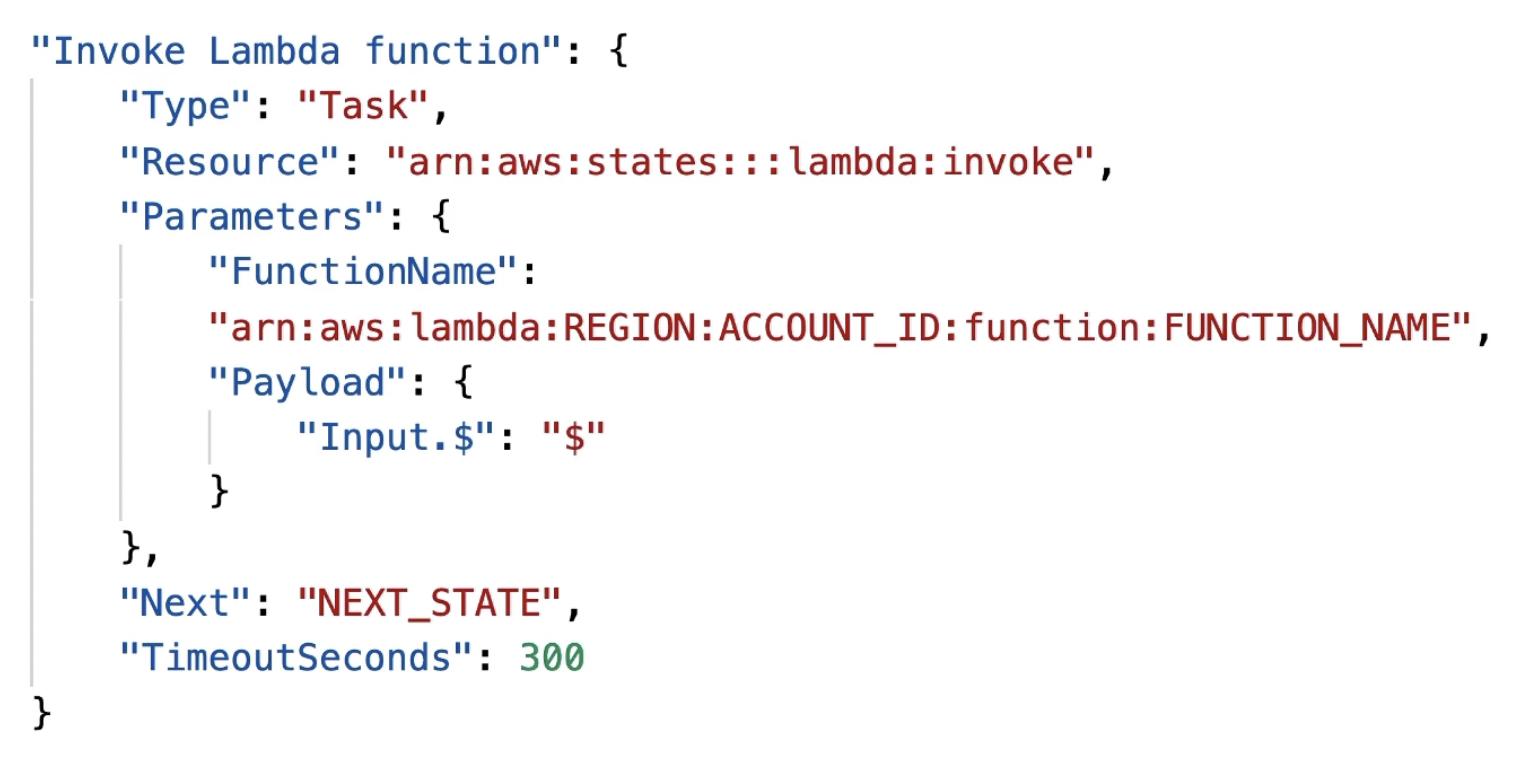 "Invoke Lambda function": {
"Type": "Task",
"Resource": "arn:aws:states:::lambda:invoke",
"Parameters": {
"FunctionName":
"arn:aws:lambda:REGION:ACCOUNT_ID:function:FUNCTION_NAME",
"Payload": {
"Input.$": "$"
}
},
"Next": "NEXT_STATE",
"TimeoutSeconds": 300
}